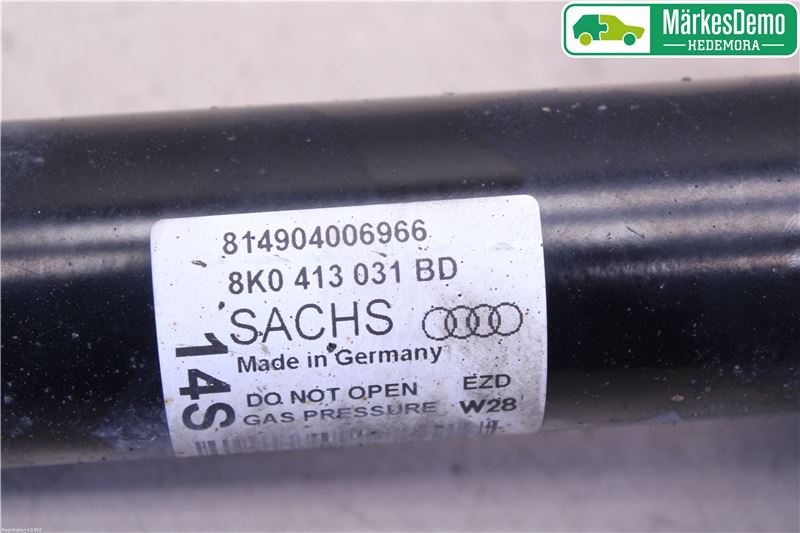 MärkesDemo
HEDEMORA
814904006966
8K0 413 031 BD
SACHS
Made in Germany
DO NOT OPEN EZD
GAS PRESSURE W28
14S